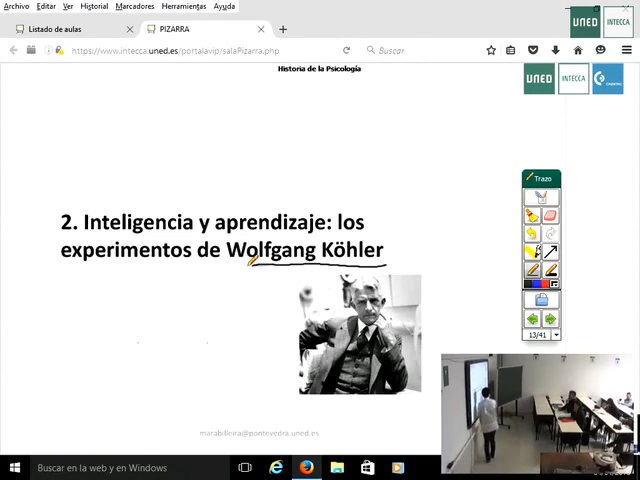 Archivo Editar Ver Historial Marcadores Herramientas Ayuda
Listado de aulas
PIZARRA
https://www.intecca.uned.es/portalavip/salaPizarra.php
Buscar
UNED
INTECCA
Historia de la Psicología
UNED
INTECCA
Trazo
2. Inteligencia y aprendizaje: los
experimentos de Wolfgang Köhler
13/41
marabilleira@pontevedra.uned.es
Buscar en la web y en Windows